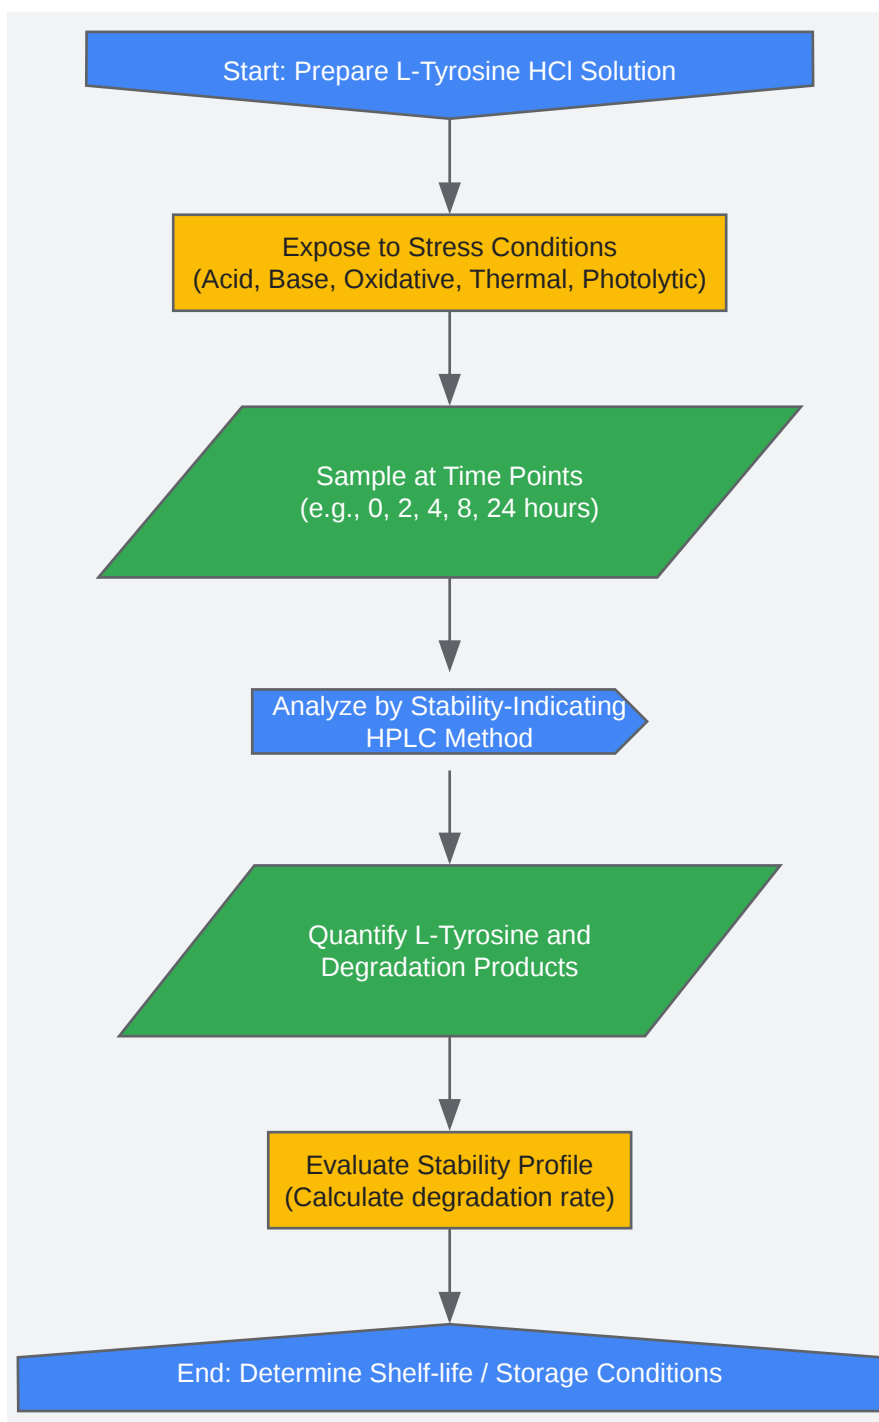 Start: Prepare L-Tyrosine HCl Solution
Expose to Stress Conditions
(Acid, Base, Oxidative, Thermal, Photolytic)
Sample at Time Points
(e.g., 0, 2, 4, 8, 24 hours)
Analyze by Stability-Indicating
HPLC Method
Quantify L-Tyrosine and
Degradation Products
Evaluate Stability Profile
(Calculate degradation rate)
End: Determine Shelf-life / Storage Conditions